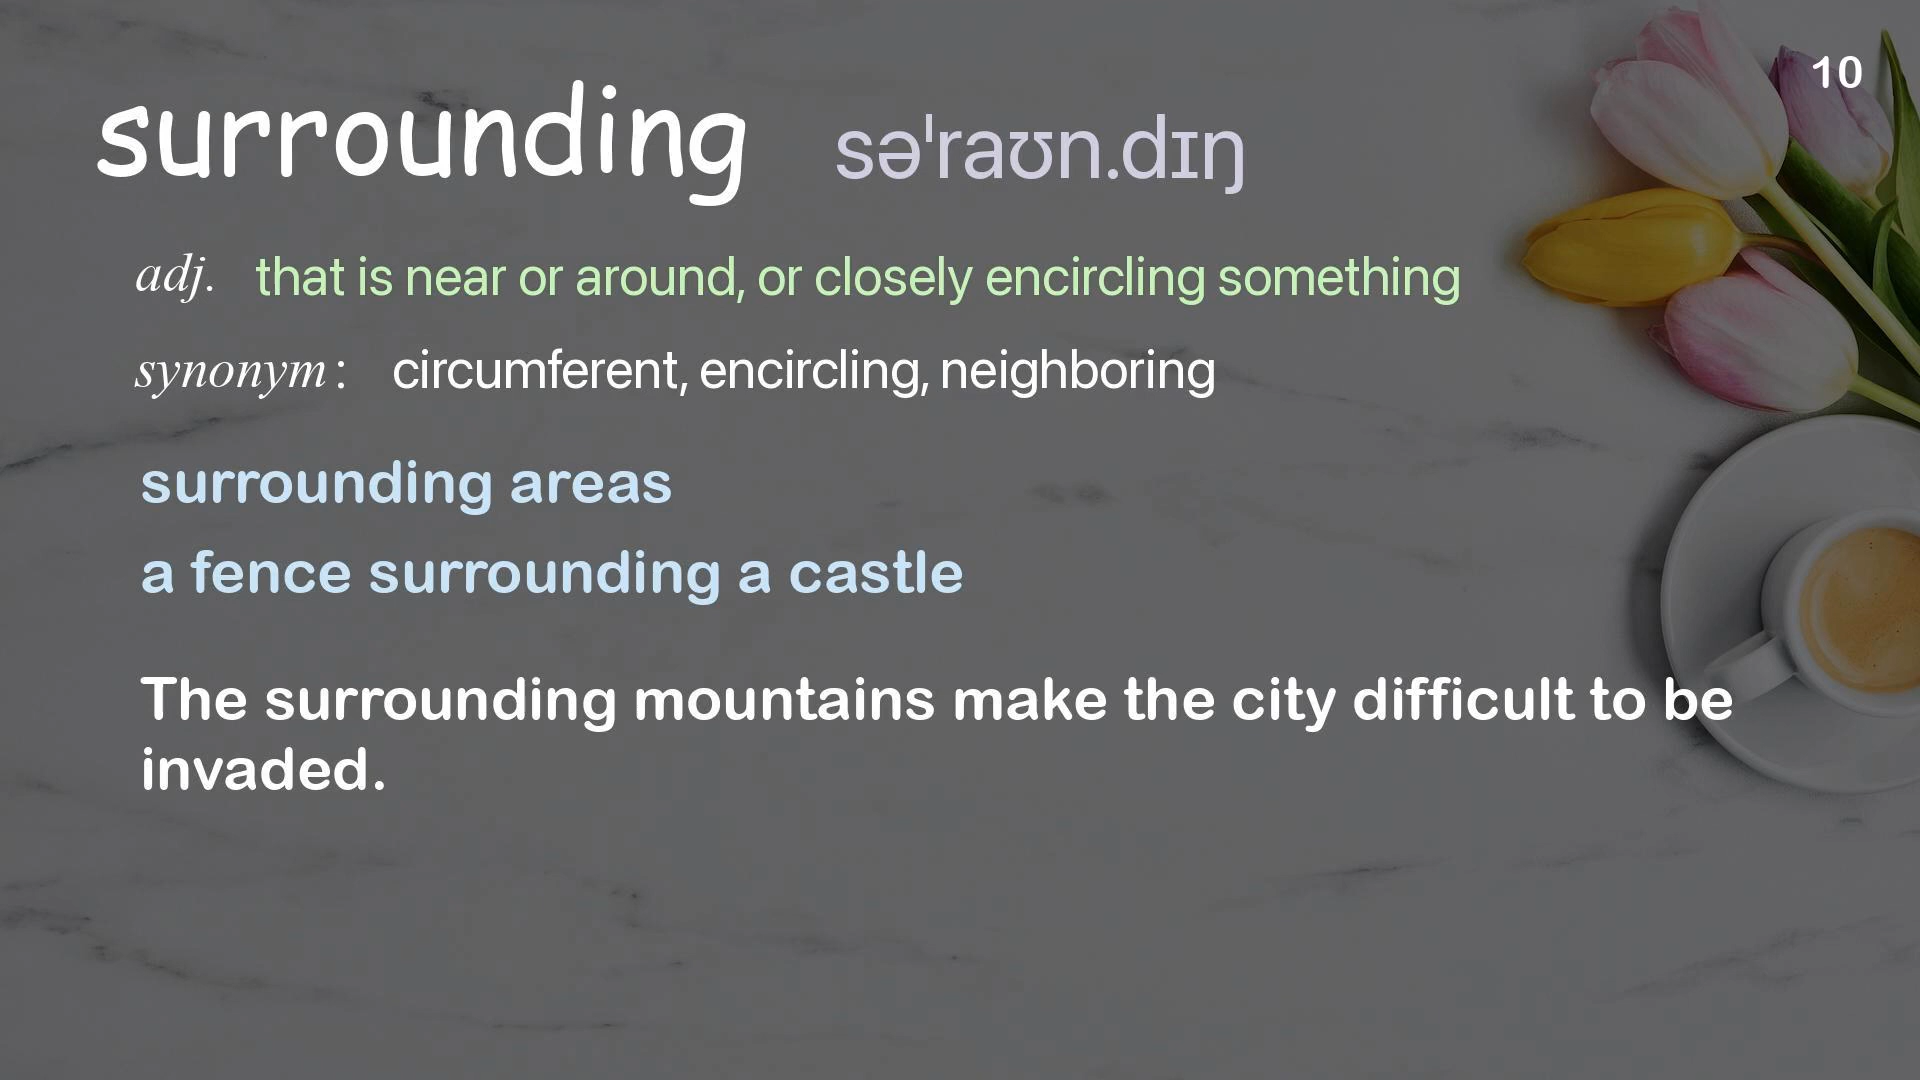 10
surrounding səˈraʊn.dɪŋ
adj. that is near or around, or closely encircling something
synonym : circumferent, encircling, neighboring
surrounding areas
a fence surrounding a castle
The surrounding mountains make the city difficult to be
invaded.